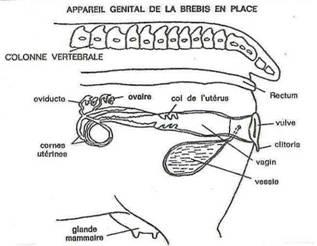 APPAREIL GENITAL DE LA BREBIS EN PLACE
COLONNE VERTEBRALE
oviducte
ovaire
col de l'utérus
Rectum
vulve
clitoris
cornes
utérines
vagin
vessie
glande
mammaire